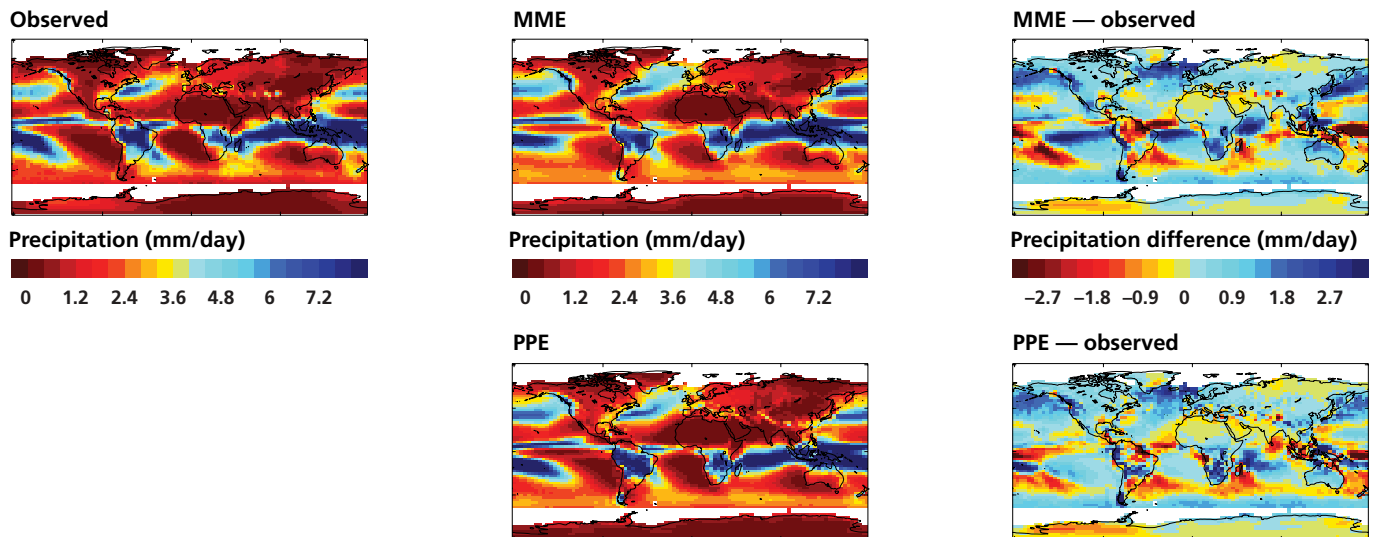 Observed
MME
MME — observed
Precipitation (mm/day)
0 1.2 2.4 3.6 4.8 6 7.2
Precipitation (mm/day)
0 1.2 2.4 3.6 4.8 6 7.2
Precipitation difference (mm/day)
−2.7 −1.8 −0.9 0 0.9 1.8 2.7
PPE
PPE — observed